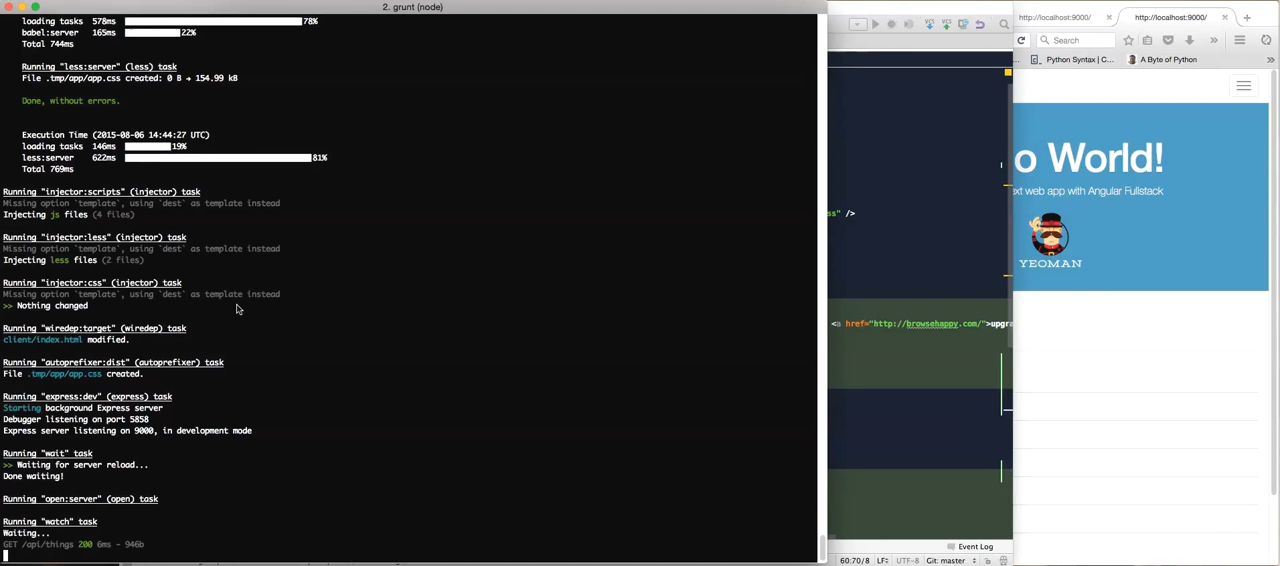 2. grunt (node)
loading tasks 578ms 78%
babel:server 165ms 22%
Total 744ms
Running "less:server" (less) task
File .tmp/app/app.css created: 0 B → 154.99 kB
Done, without errors.
Execution Time (2015-08-06 14:44:27 UTC)
loading tasks 146ms 19%
less:server 622ms 81%
Total 769ms
Running "injector:scripts" (injector) task
Missing option `template`, using `dest` as template instead
Injecting js files (4 files)
Running "injector:less" (injector) task
Missing option `template`, using `dest` as template instead
Injecting less files (2 files)
Running "injector:css" (injector) task
Missing option `template`, using `dest` as template instead
>> Nothing changed
Running "wiredep:target" (wiredep) task
client/index.html modified.
Running "autoprefixer:dist" (autoprefixer) task
File .tmp/app/app.css created.
Running "express:dev" (express) task
Starting background Express server
Debugger listening on port 5858
Express server listening on 9000, in development mode
Running "wait" task
>> Waiting for server reload...
Done waiting!
Running "open:server" (open) task
Running "watch" task
Waiting...
GET /api/things 200 6ms - 946b
VCS VCS
ss" />
<a href="http://browsehappy.com/">upgra
Event Log
60:70/8 LF÷ UTF-8 Git: master÷
http://localhost:9000/ × http://localhost:9000/ × +
Search
Python Syntax | C... A Byte of Python
o World!
ext web app with Angular Fullstack
YEOMAN